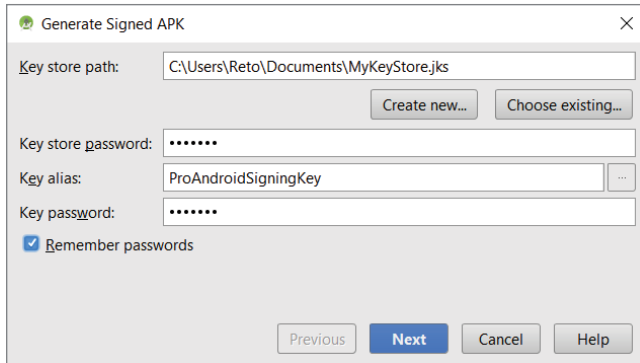 Generate Signed APK
Key store path: C:\Users\Reto\Documents\MyKeyStore.jks
Create new... Choose existing...
Key store password: •••••••
Key alias: ProAndroidSigningKey ...
Key password: •••••••
Remember passwords
Previous Next Cancel Help